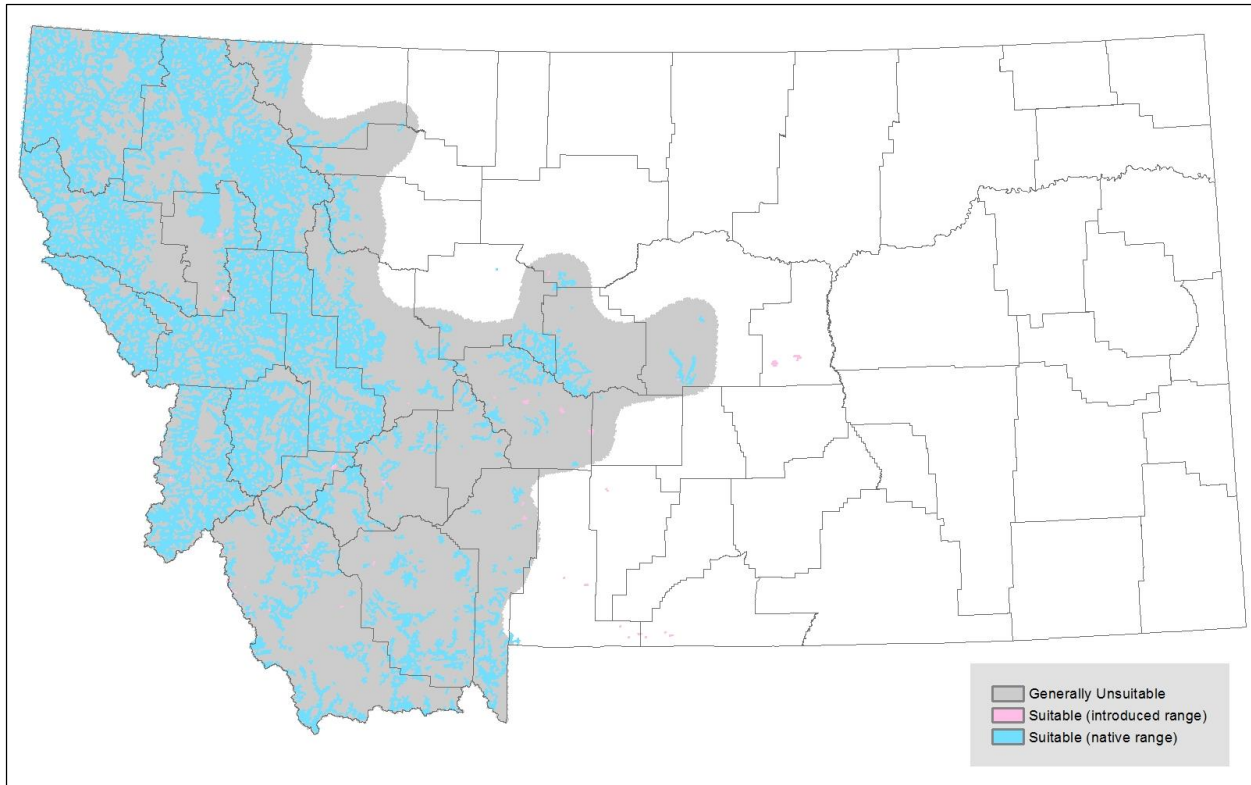 Generally Unsuitable
Suitable (introduced range)
Suitable (native range)